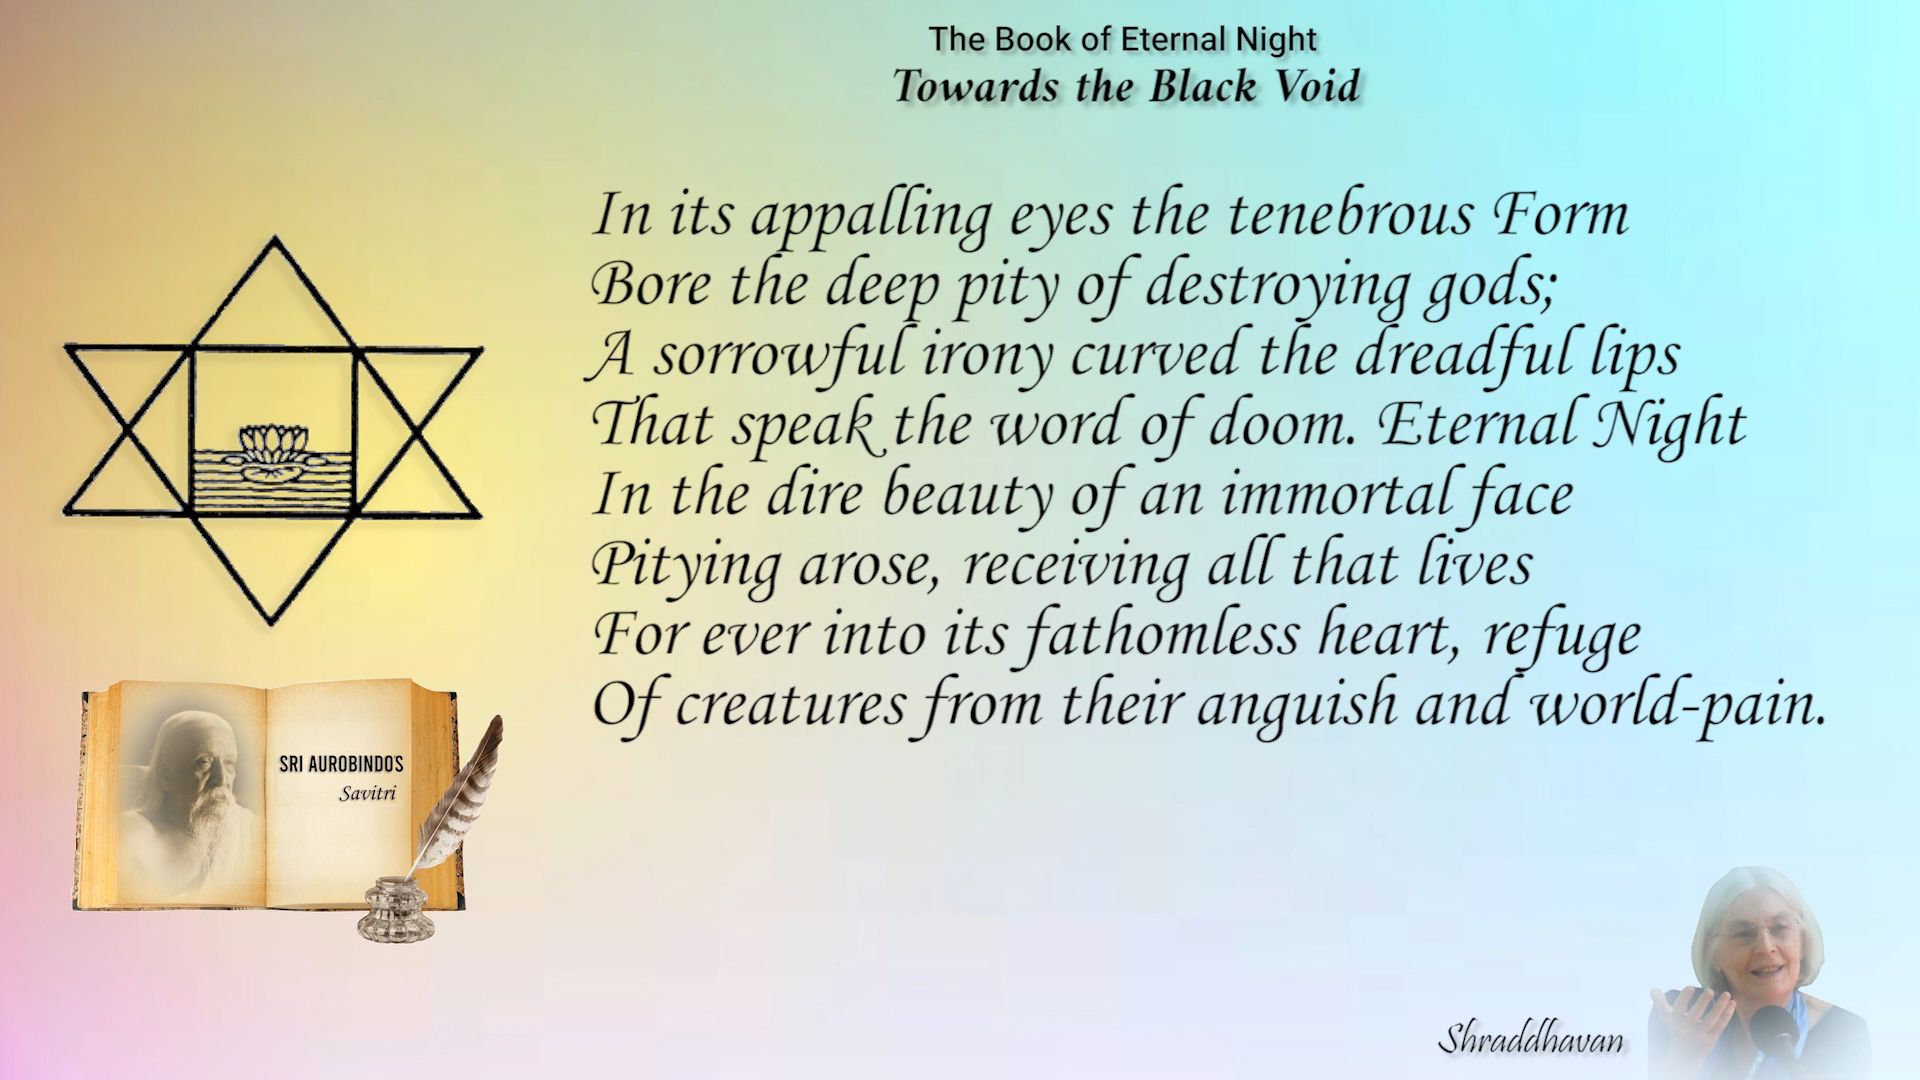 The Book of Eternal Night
Towards the Black Void
In its appalling eyes the tenebrous Form
Bore the deep pity of destroying gods;
A sorrowful irony curved the dreadful lips
That speak the word of doom. Eternal Night
In the dire beauty of an immortal face
Pitying arose, receiving all that lives
For ever into its fathomless heart, refuge
Of creatures from their anguish and world-pain.
SRI AUROBINDO'S
Savitri
Shraddhavan